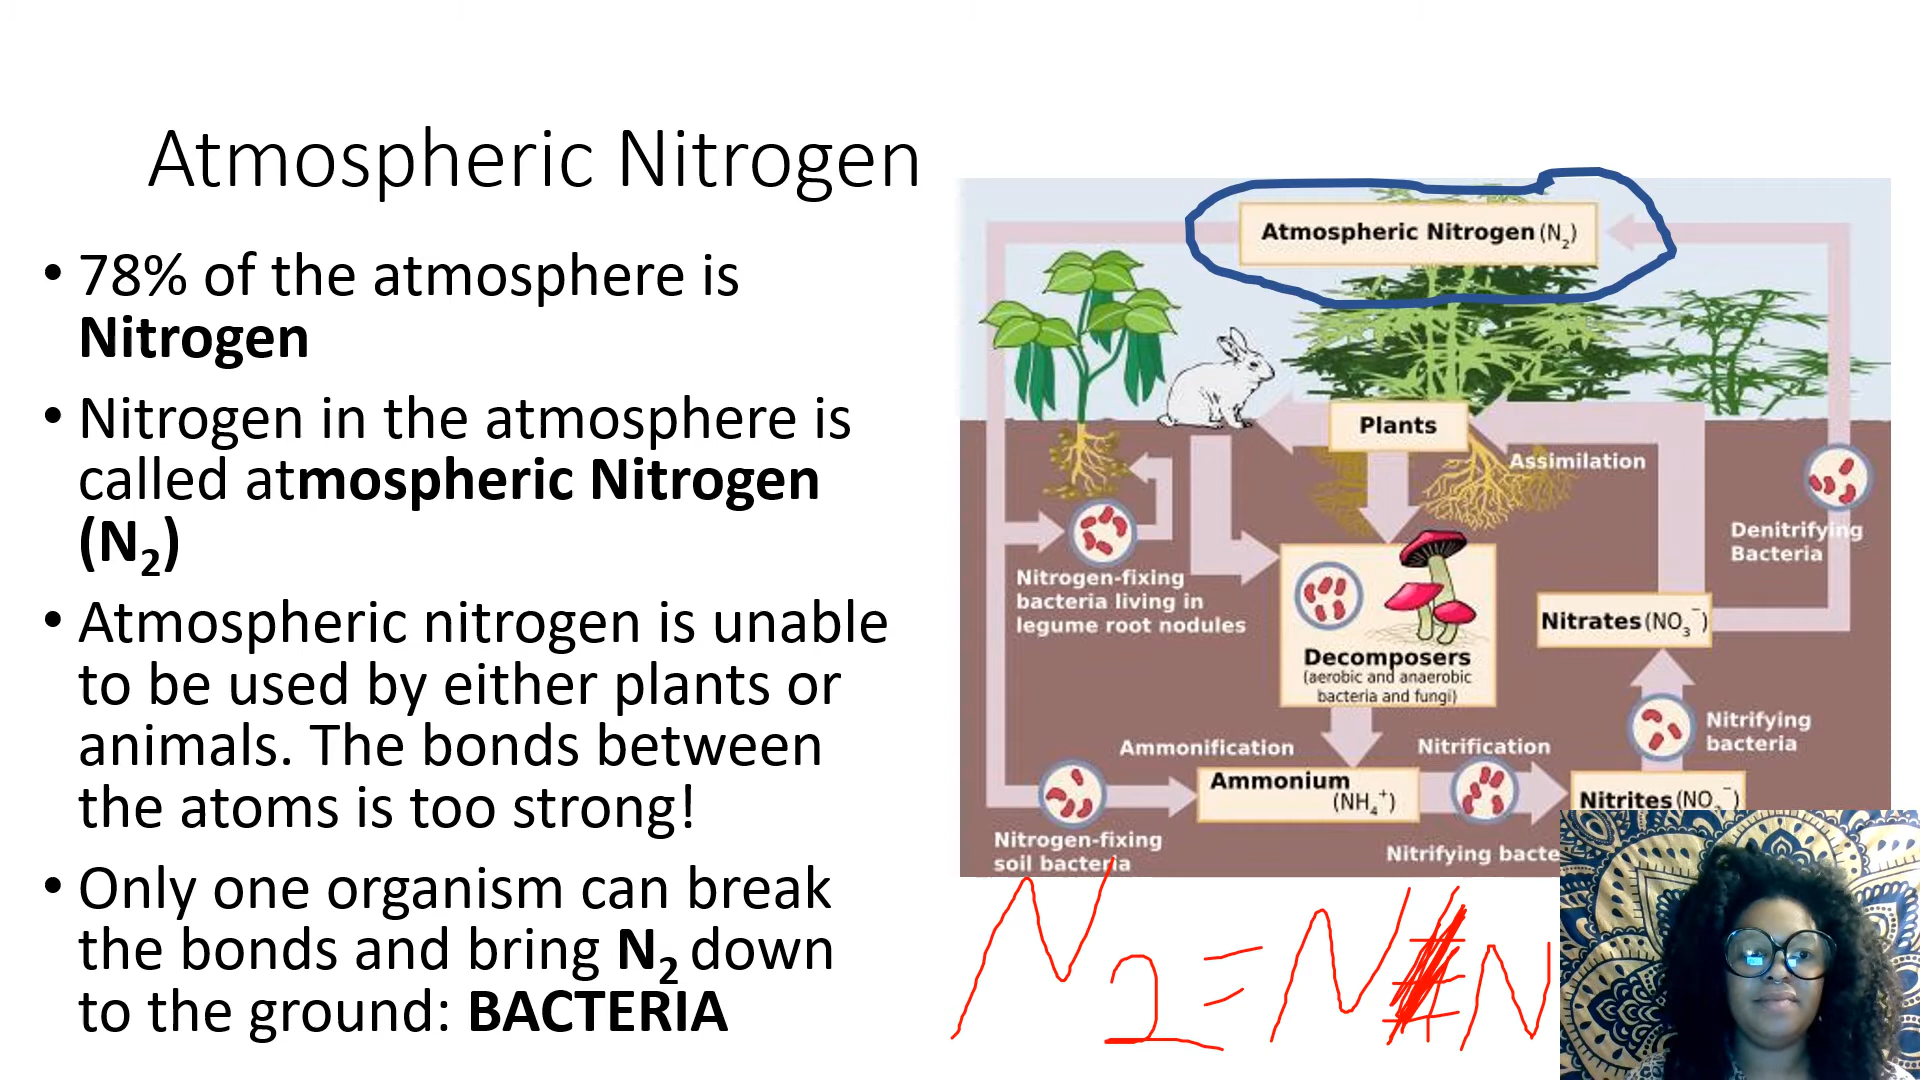 Atmospheric Nitrogen
• 78% of the atmosphere is
Nitrogen
• Nitrogen in the atmosphere is
called atmospheric Nitrogen
(N₂)
• Atmospheric nitrogen is unable
to be used by either plants or
animals. The bonds between
the atoms is too strong!
• Only one organism can break
the bonds and bring N₂ down
to the ground: BACTERIA
Atmospheric Nitrogen (N₂)
Plants
Assimilation
Denitrifying
Bacteria
Nitrogen-fixing
bacteria living in
legume root nodules
Nitrates (NO₃⁻)
Decomposers
(aerobic and anaerobic
bacteria and fungi)
Nitrifying
bacteria
Ammonification
Nitrification
Ammonium
(NH₄⁺)
Nitrites (NO₂⁻)
Nitrogen-fixing
soil bacteria
Nitrifying bacte
N₂ = N N